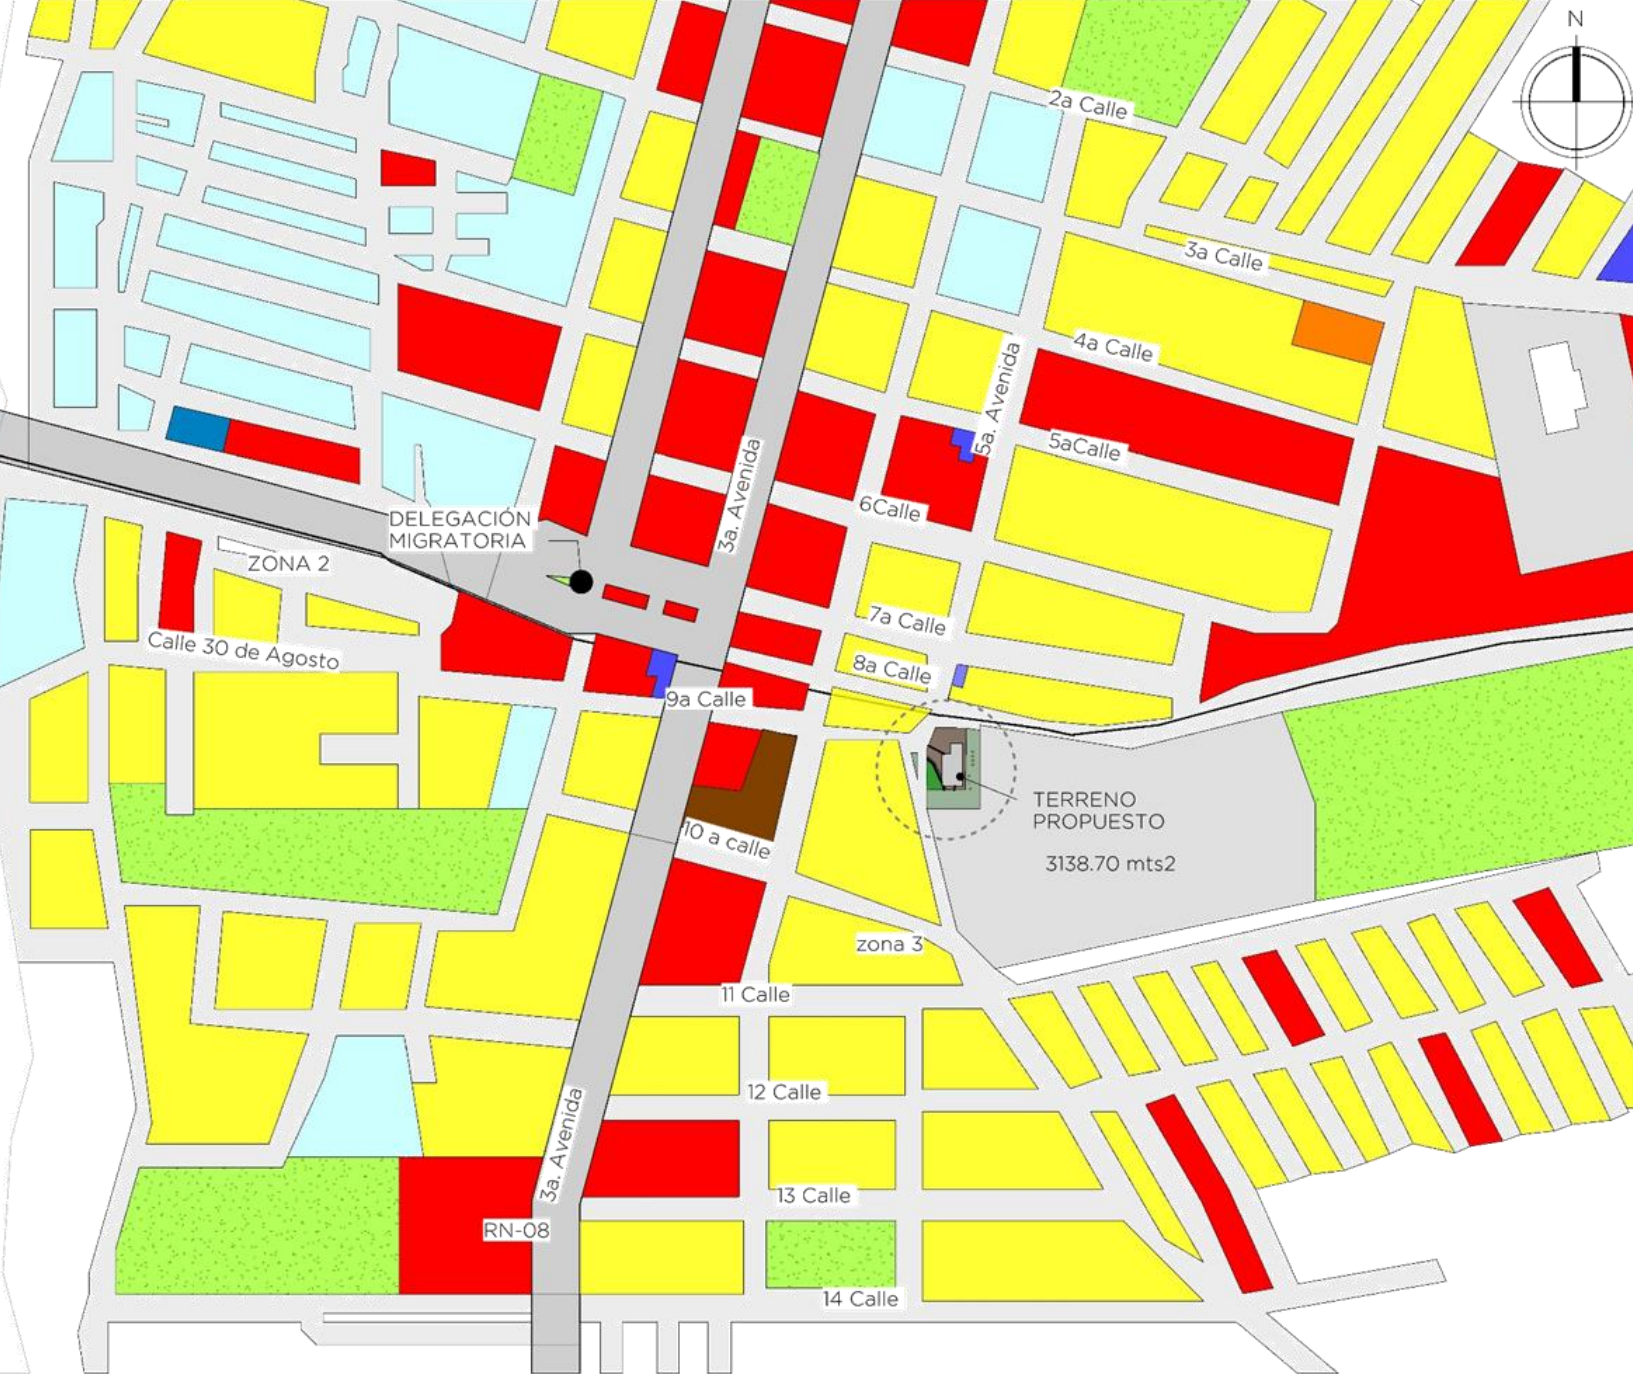 N
2a Calle
3a Calle
4a Calle
5a. Avenida
5aCalle
3a. Avenida
6Calle
DELEGACIÓN
MIGRATORIA
ZONA 2
7a Calle
Calle 30 de Agosto
8a Calle
9a Calle
TERRENO
PROPUESTO
3138.70 mts2
10 a calle
zona 3
11 Calle
12 Calle
3a. Avenida
13 Calle
RN-08
14 Calle